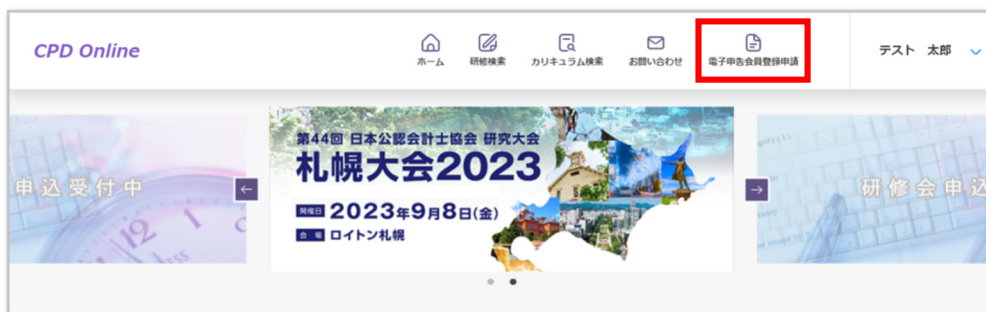 CPD Online
ホーム
研修検索
カリキュラム検索
お問い合わせ
電子申告会員登録申請
テスト 太郎
申込受付中
第44回 日本公認会計士協会 研究大会
札幌大会2023
開催日 2023年9月8日(金)
会場 ロイトン札幌
研修会申込